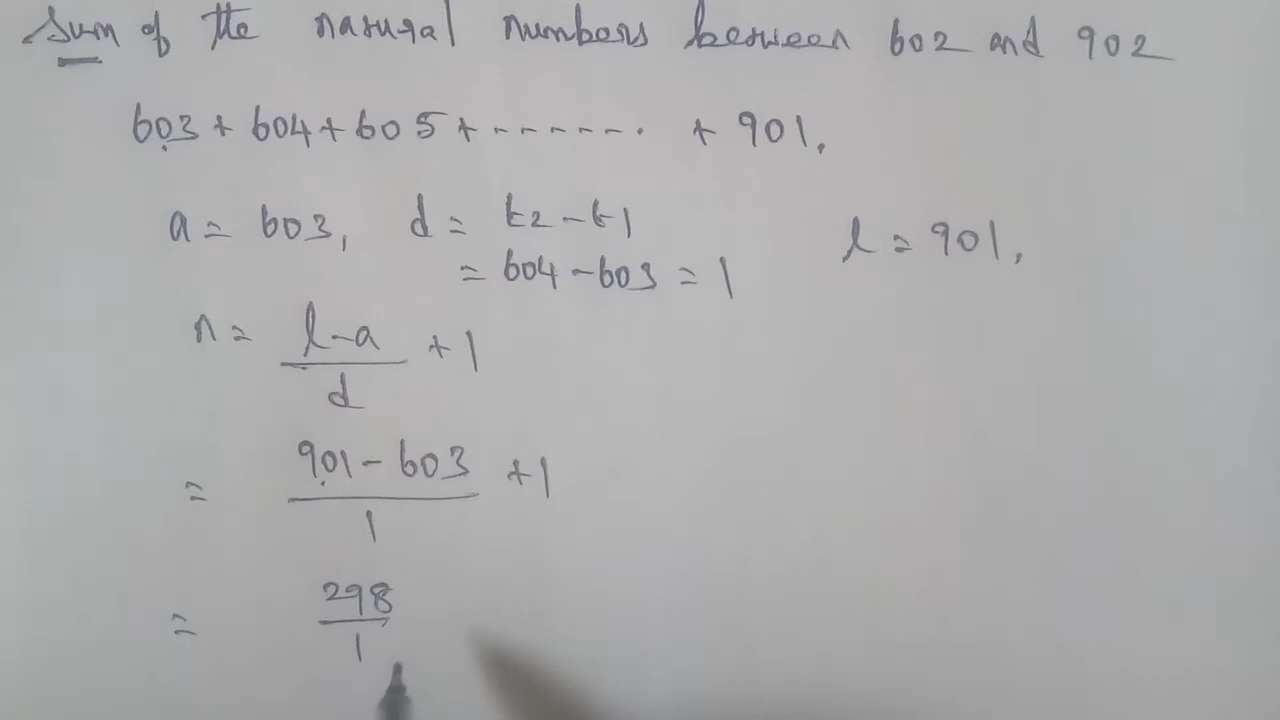 Sum of the natural numbers between 602 and 902
603 + 604 + 605 + ....... + 901.
a = 603, d = t2 - t1 l = 901,
= 604 - 603 = 1
n = l - a / d + 1
= 901 - 603 / 1 + 1
= 298 / 1